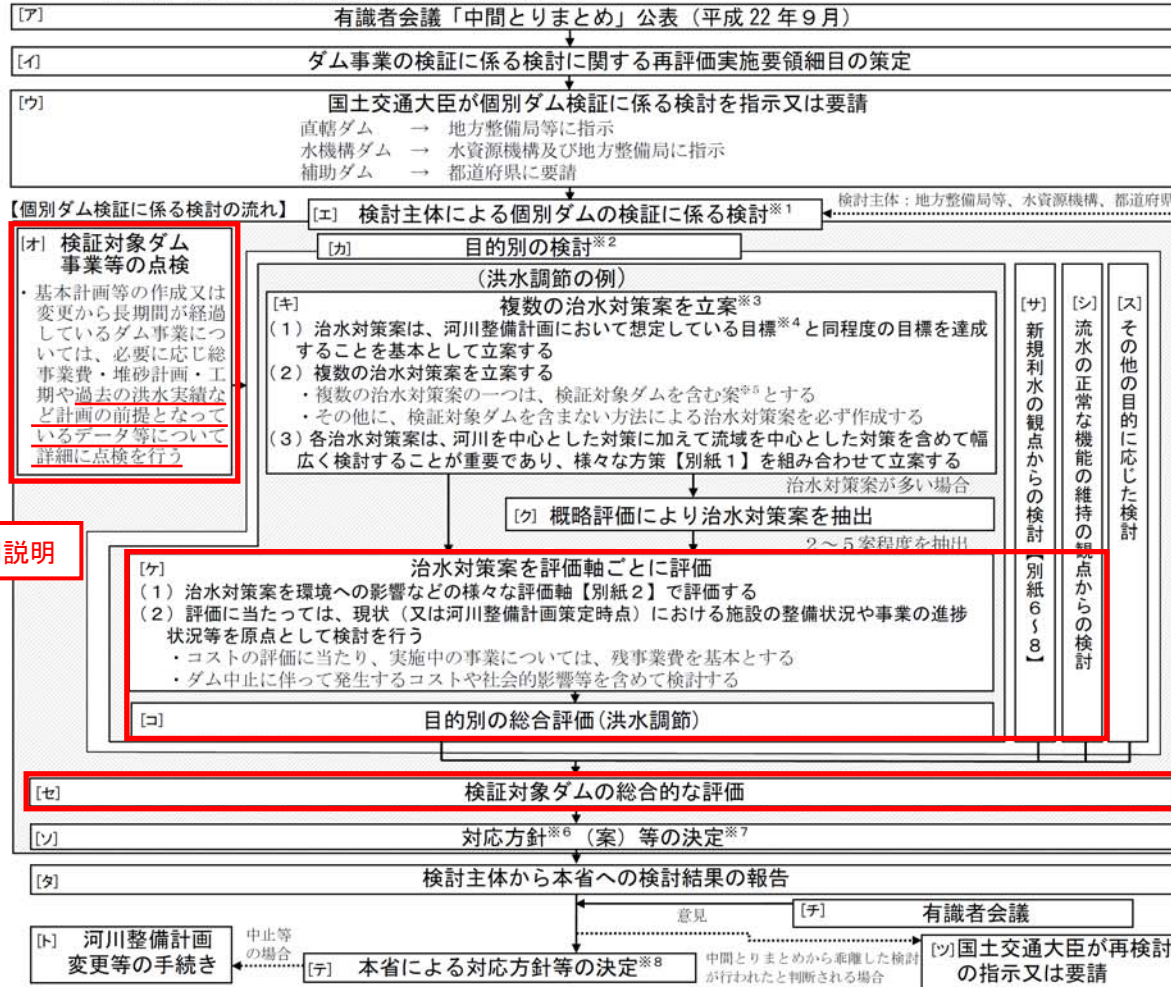 [ア] 有識者会議「中間とりまとめ」公表（平成22年９月）
[イ] ダム事業の検証に係る検討に関する再評価実施要領細目の策定
[ウ] 国土交通大臣が個別ダム検証に係る検討を指示又は要請
直轄ダム → 地方整備局等に指示
水機構ダム → 水資源機構及び地方整備局に指示
補助ダム → 都道府県に要請
【個別ダム検証に係る検討の流れ】
[エ] 検討主体による個別ダムの検証に係る検討※1
検討主体：地方整備局等、水資源機構、都道府県
[オ] 検証対象ダム
事業等の点検
・基本計画等の作成又は
変更から長期間が経過
しているダム事業につ
いては、必要に応じ総
事業費・堆砂計画・工
期や過去の洪水実績な
ど計画の前提となって
いるデータ等について
詳細に点検を行う
[カ] 目的別の検討※2
(洪水調節の例)
[キ] 複数の治水対策案を立案※3
(１) 治水対策案は、河川整備計画において想定している目標※4と同程度の目標を達成
することを基本として立案する
(２) 複数の治水対策案を立案する
・複数の治水対策案の一つは、検証対象ダムを含む案※5とする
・その他に、検証対象ダムを含まない方法による治水対策案を必ず作成する
(３) 各治水対策案は、河川を中心とした対策に加えて流域を中心とした対策を含めて幅
広く検討することが重要であり、様々な方策【別紙１】を組み合わせて立案する
治水対策案が多い場合
[ク] 概略評価により治水対策案を抽出
２～５案程度を抽出
説明
[ケ] 治水対策案を評価軸ごとに評価
(１) 治水対策案を環境への影響などの様々な評価軸【別紙２】で評価する
(２) 評価に当たっては、現状（又は河川整備計画策定時点）における施設の整備状況や事業の進捗
状況等を原点として検討を行う
・コストの評価に当たり、実施中の事業については、残事業費を基本とする
・ダム中止に伴って発生するコストや社会的影響等を含めて検討する
[コ] 目的別の総合評価(洪水調節)
[サ] 新規利水の観点からの検討【別紙６～８】
[シ] 流水の正常な機能の維持の観点からの検討
[ス] その他の目的に応じた検討
[セ] 検証対象ダムの総合的な評価
[ソ] 対応方針※6（案）等の決定※7
[タ] 検討主体から本省への検討結果の報告
意見
[チ] 有識者会議
[ト] 河川整備計画
変更等の手続き
中止等
の場合
[テ] 本省による対応方針等の決定※8
中間とりまとめから乖離した検討
が行われたと判断される場合
[ツ] 国土交通大臣が再検討
の指示又は要請